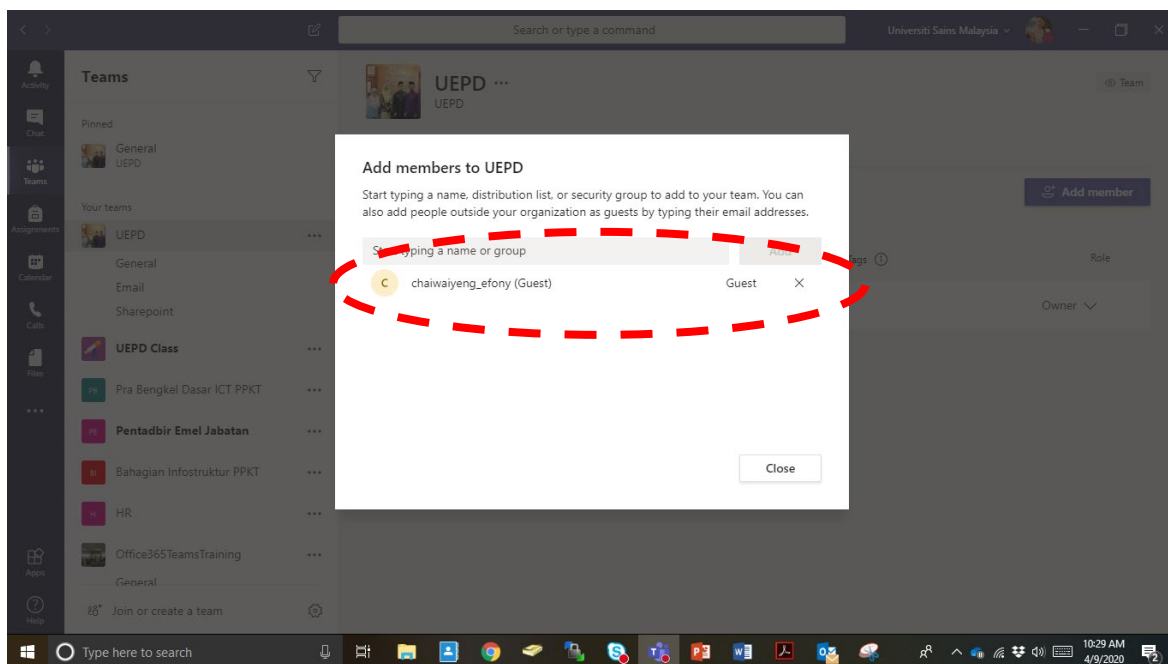 Search or type a command
Universiti Sains Malaysia
Activity
Chat
Teams
Assignments
Calendar
Calls
Files
Apps
Help
Teams
Pinned
General
UEPD
Your teams
UEPD
General
Email
Sharepoint
UEPD Class
PB Pra Bengkel Dasar ICT PPKT
PE Pentadbir Emel Jabatan
BI Bahagian Infostruktur PPKT
H HR
Office365TeamsTraining
General
Join or create a team
UEPD ...
UEPD
Team
Add member
Tags
Role
Owner
Add members to UEPD
Start typing a name, distribution list, or security group to add to your team. You can
also add people outside your organization as guests by typing their email addresses.
Start typing a name or group
Add
C chaiwaiyeng_efony (Guest) Guest
Close
Type here to search
10:29 AM
4/9/2020
2